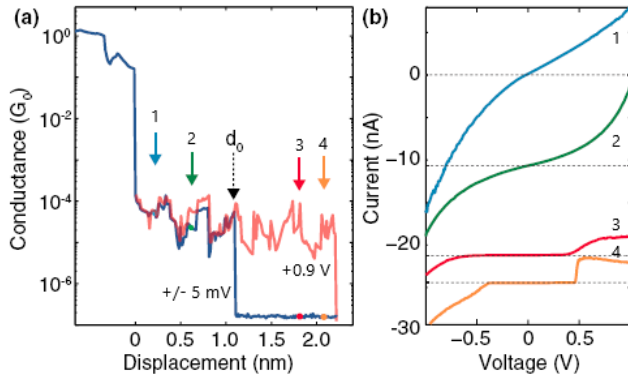 (a)
Conductance (G₀)
10⁰
10⁻²
10⁻⁴
10⁻⁶
1
2
d₀
3
4
+/- 5 mV
+0.9 V
0
0.5
1.0
1.5
2.0
Displacement (nm)
(b)
Current (nA)
0
−10
−20
-30
1
2
3
4
−0.5
0
0.5
Voltage (V)